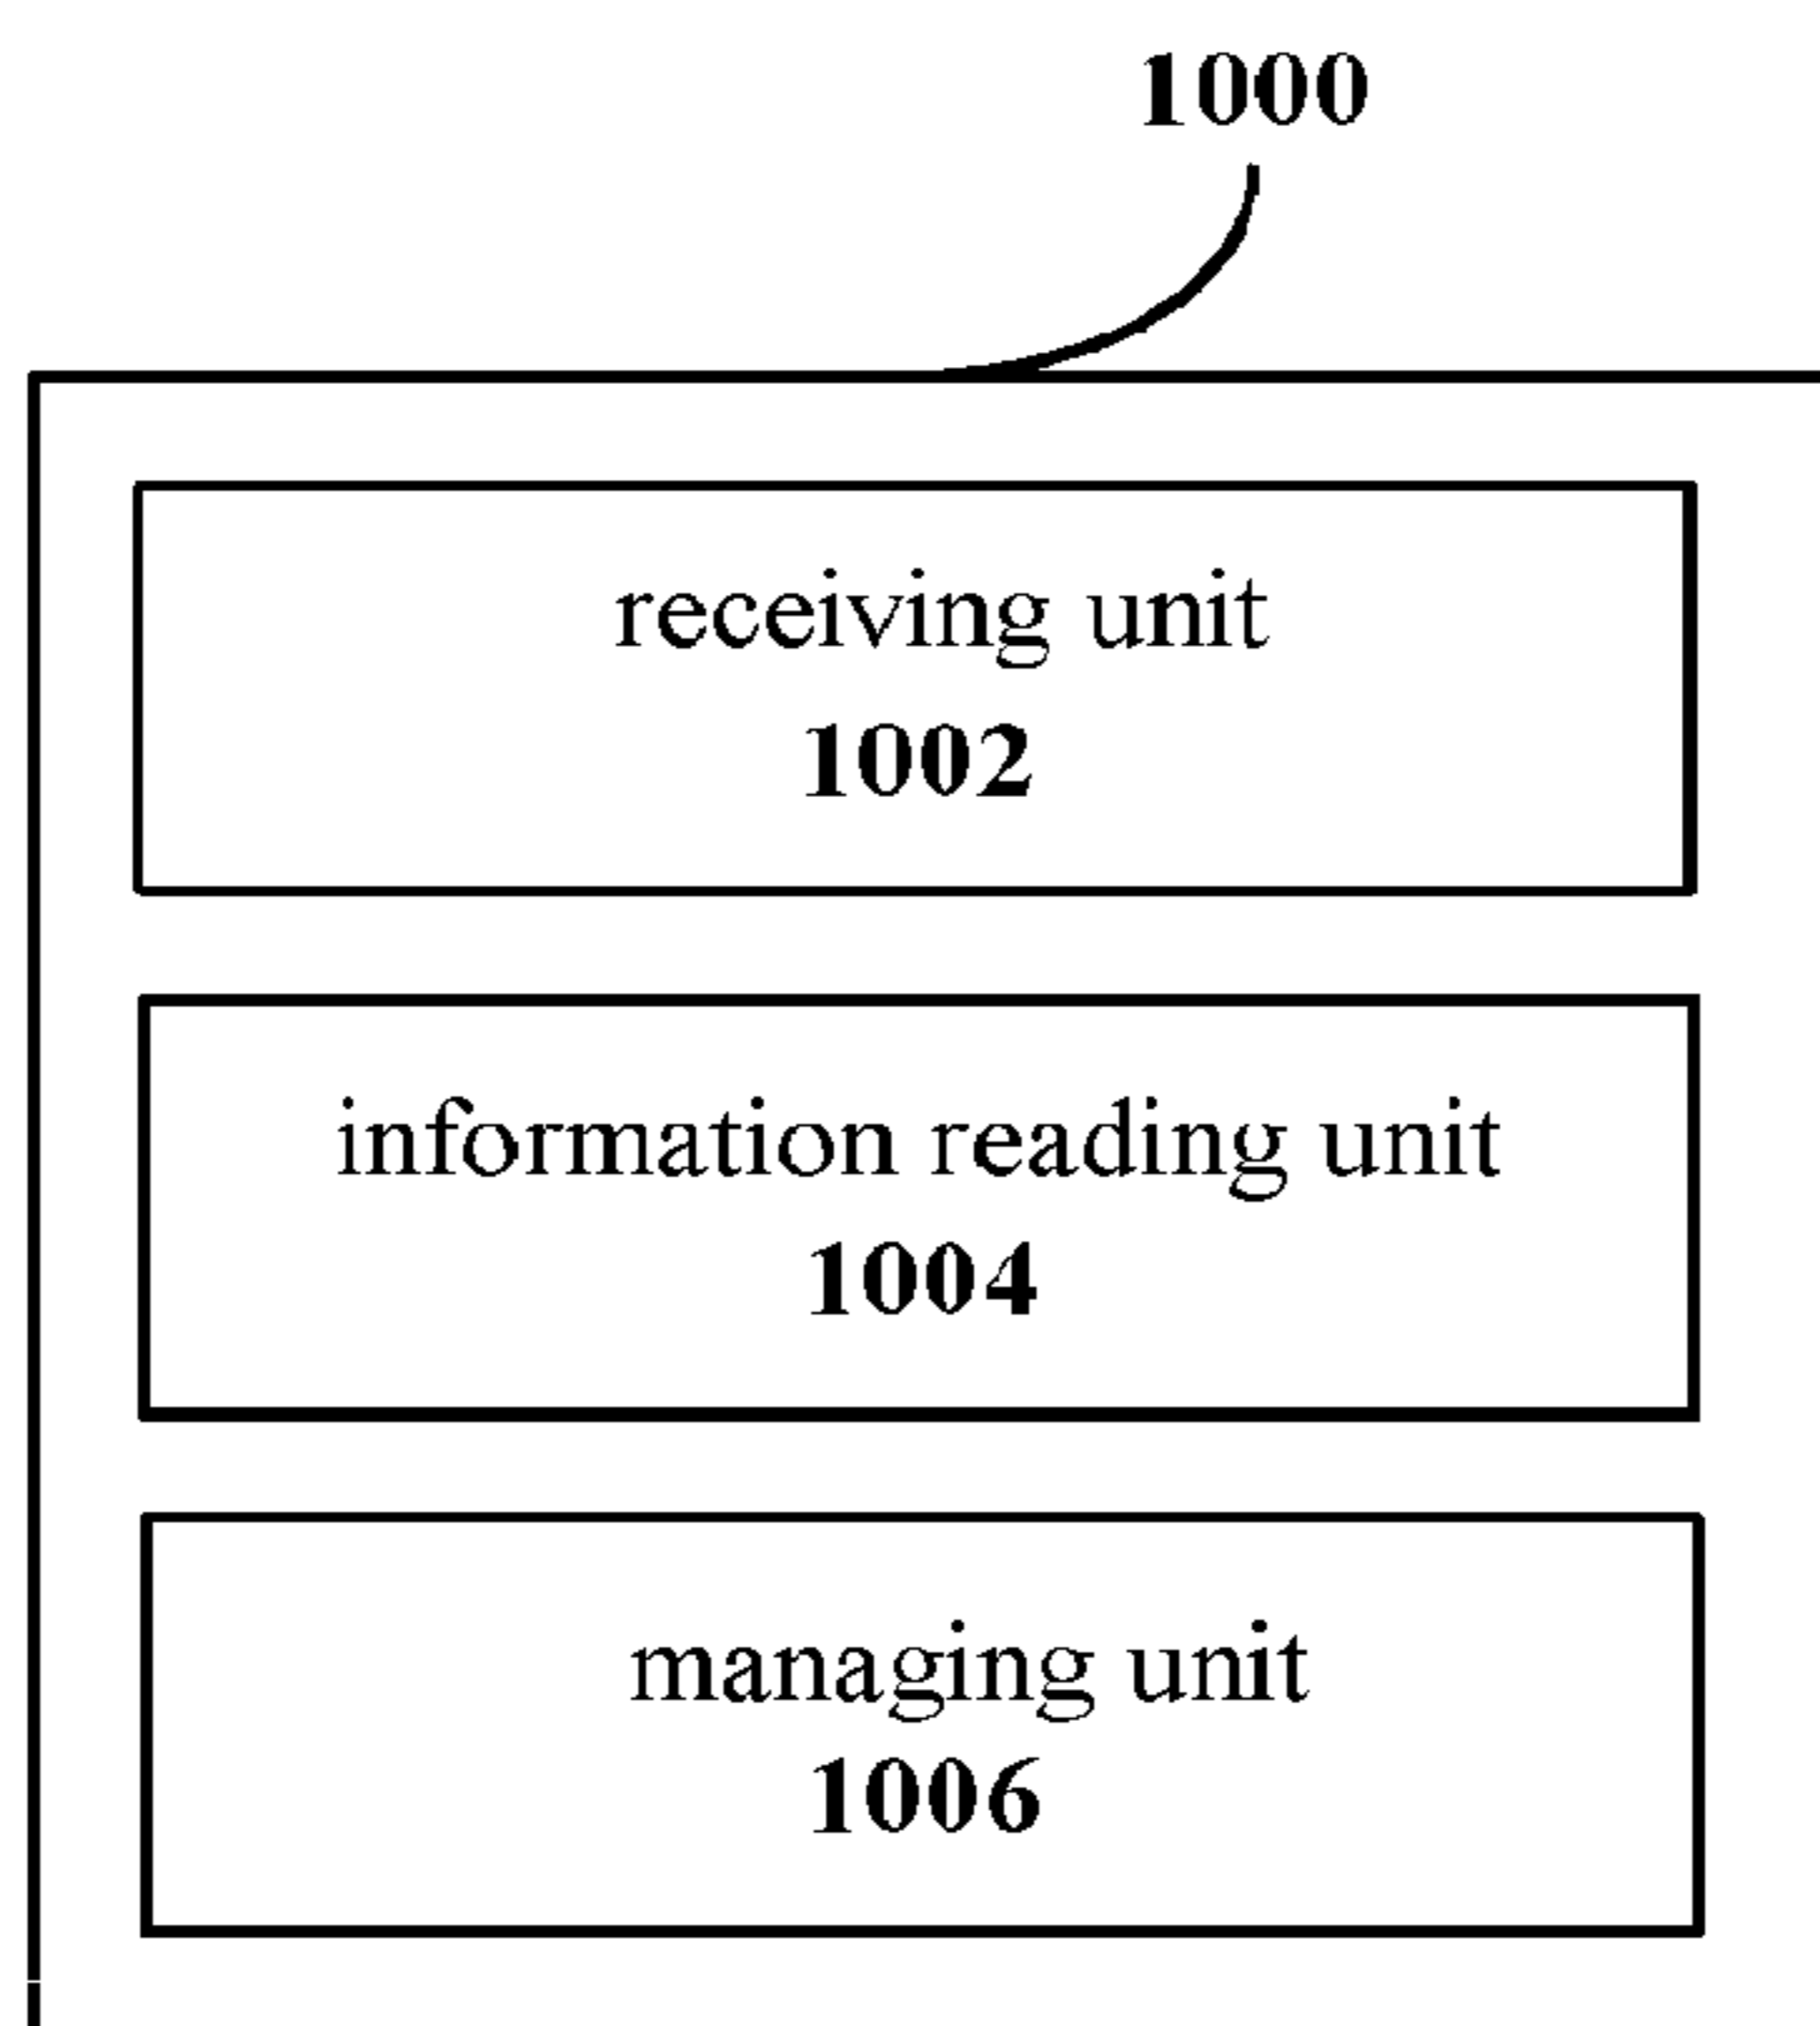 1000
receiving unit
1002
information reading unit
1004
managing unit
1006